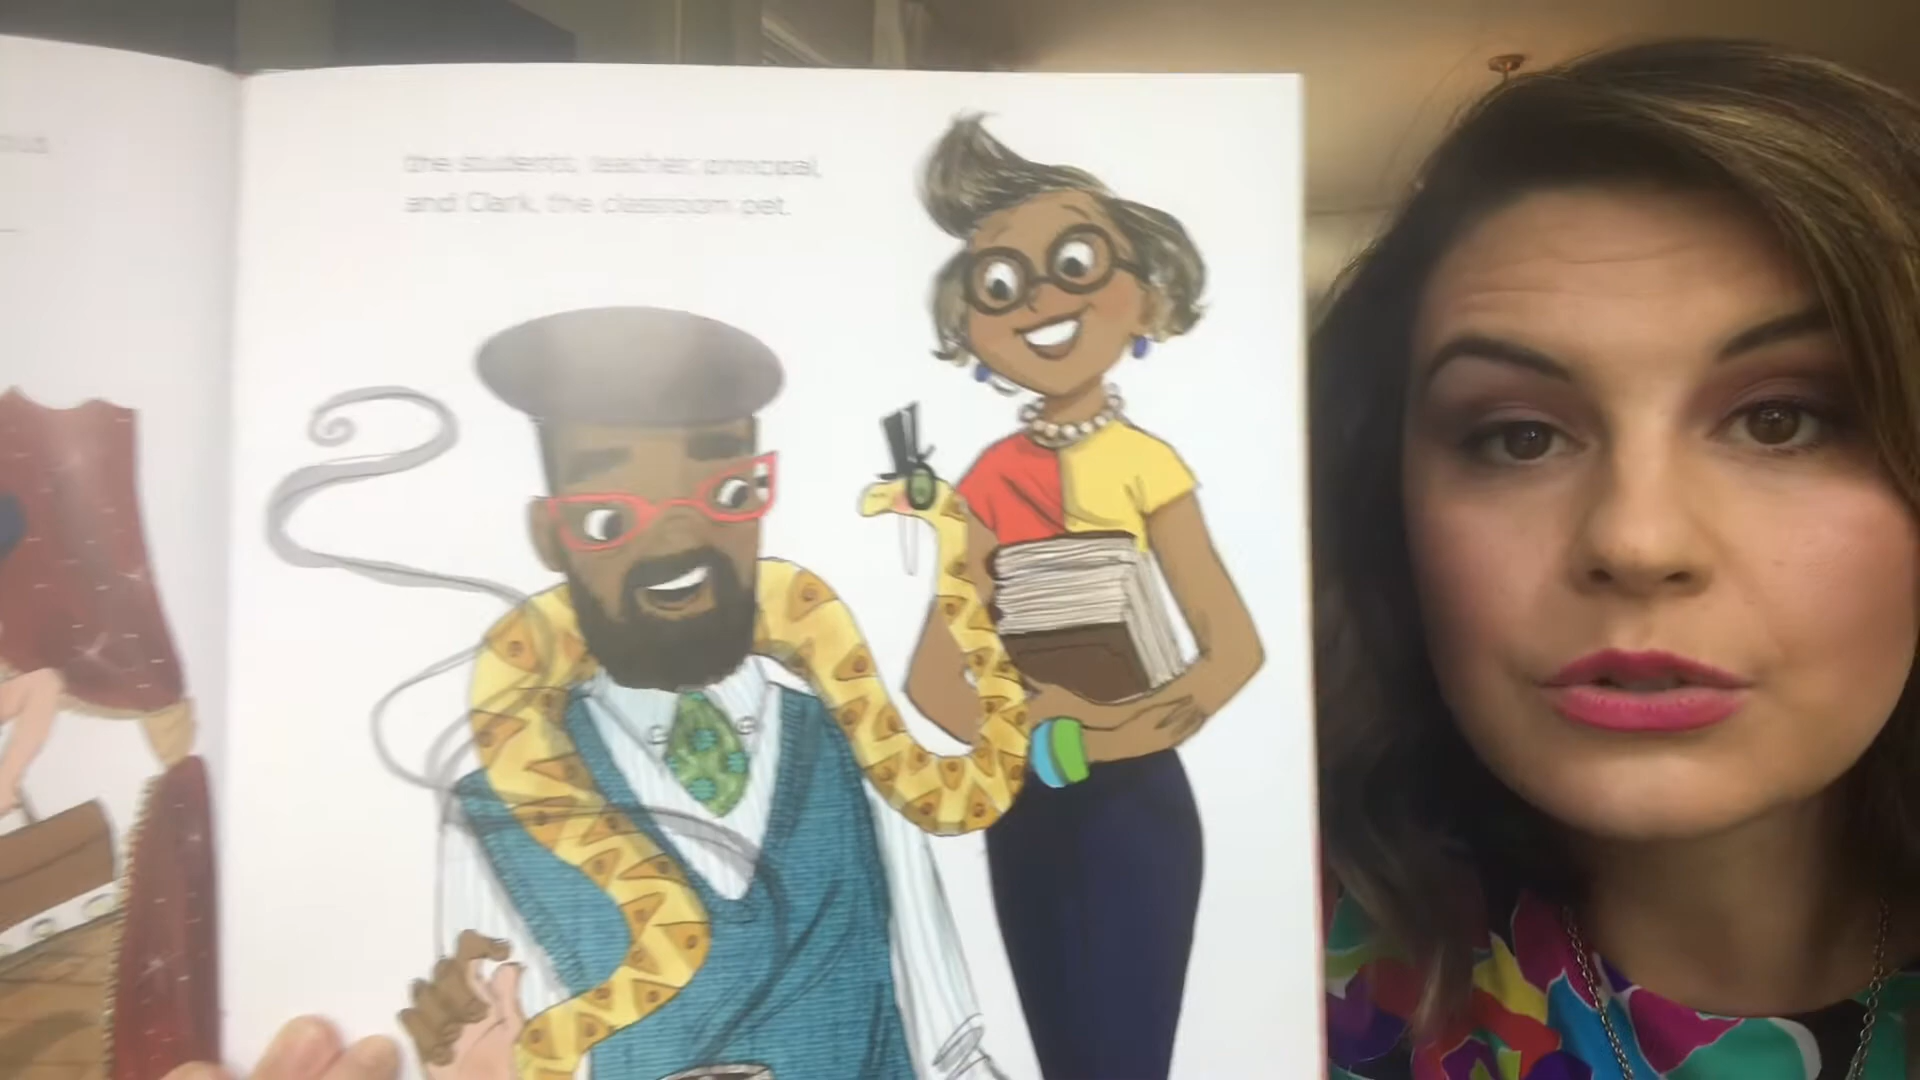 the students, teacher, principal,
and Clark, the classroom pet.